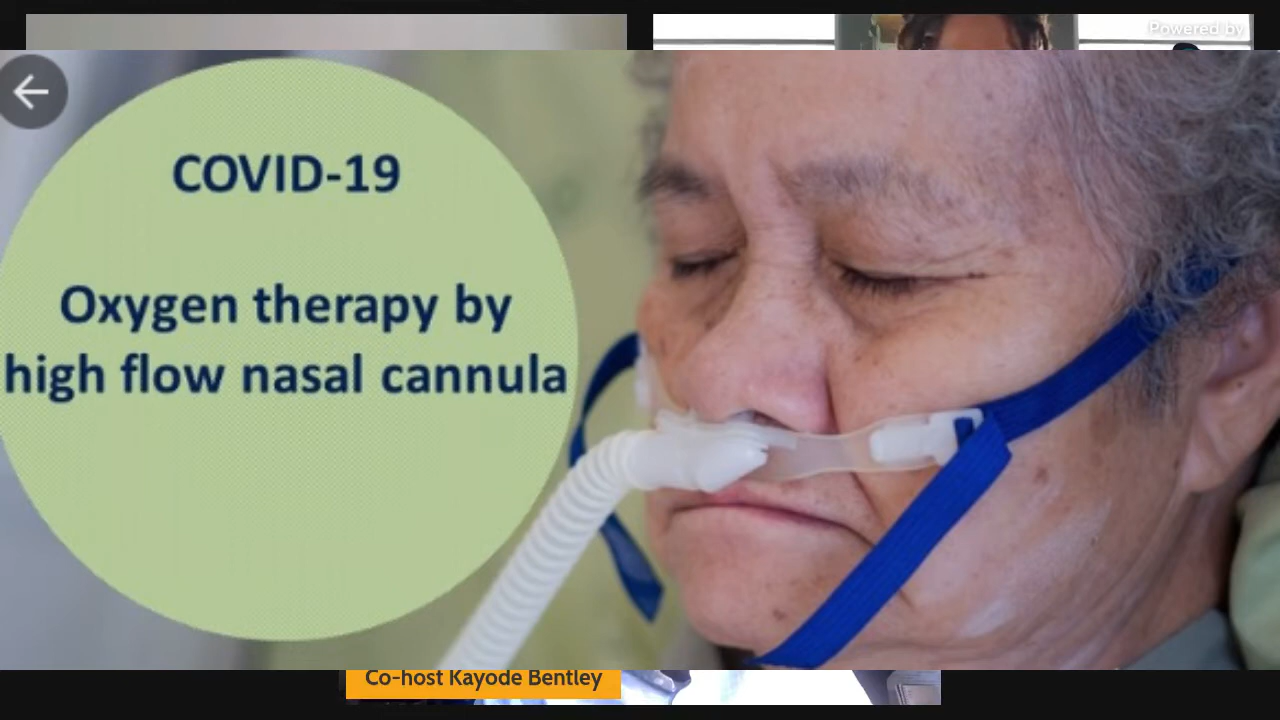 Powered by
COVID-19
Oxygen therapy by
high flow nasal cannula
Co-host Kayode Bentley